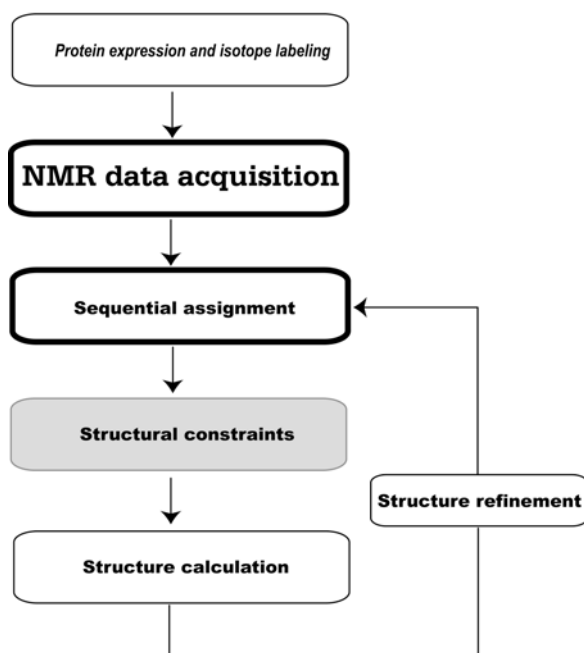 Protein expression and isotope labeling
NMR data acquisition
Sequential assignment
Structural constraints
Structure refinement
Structure calculation